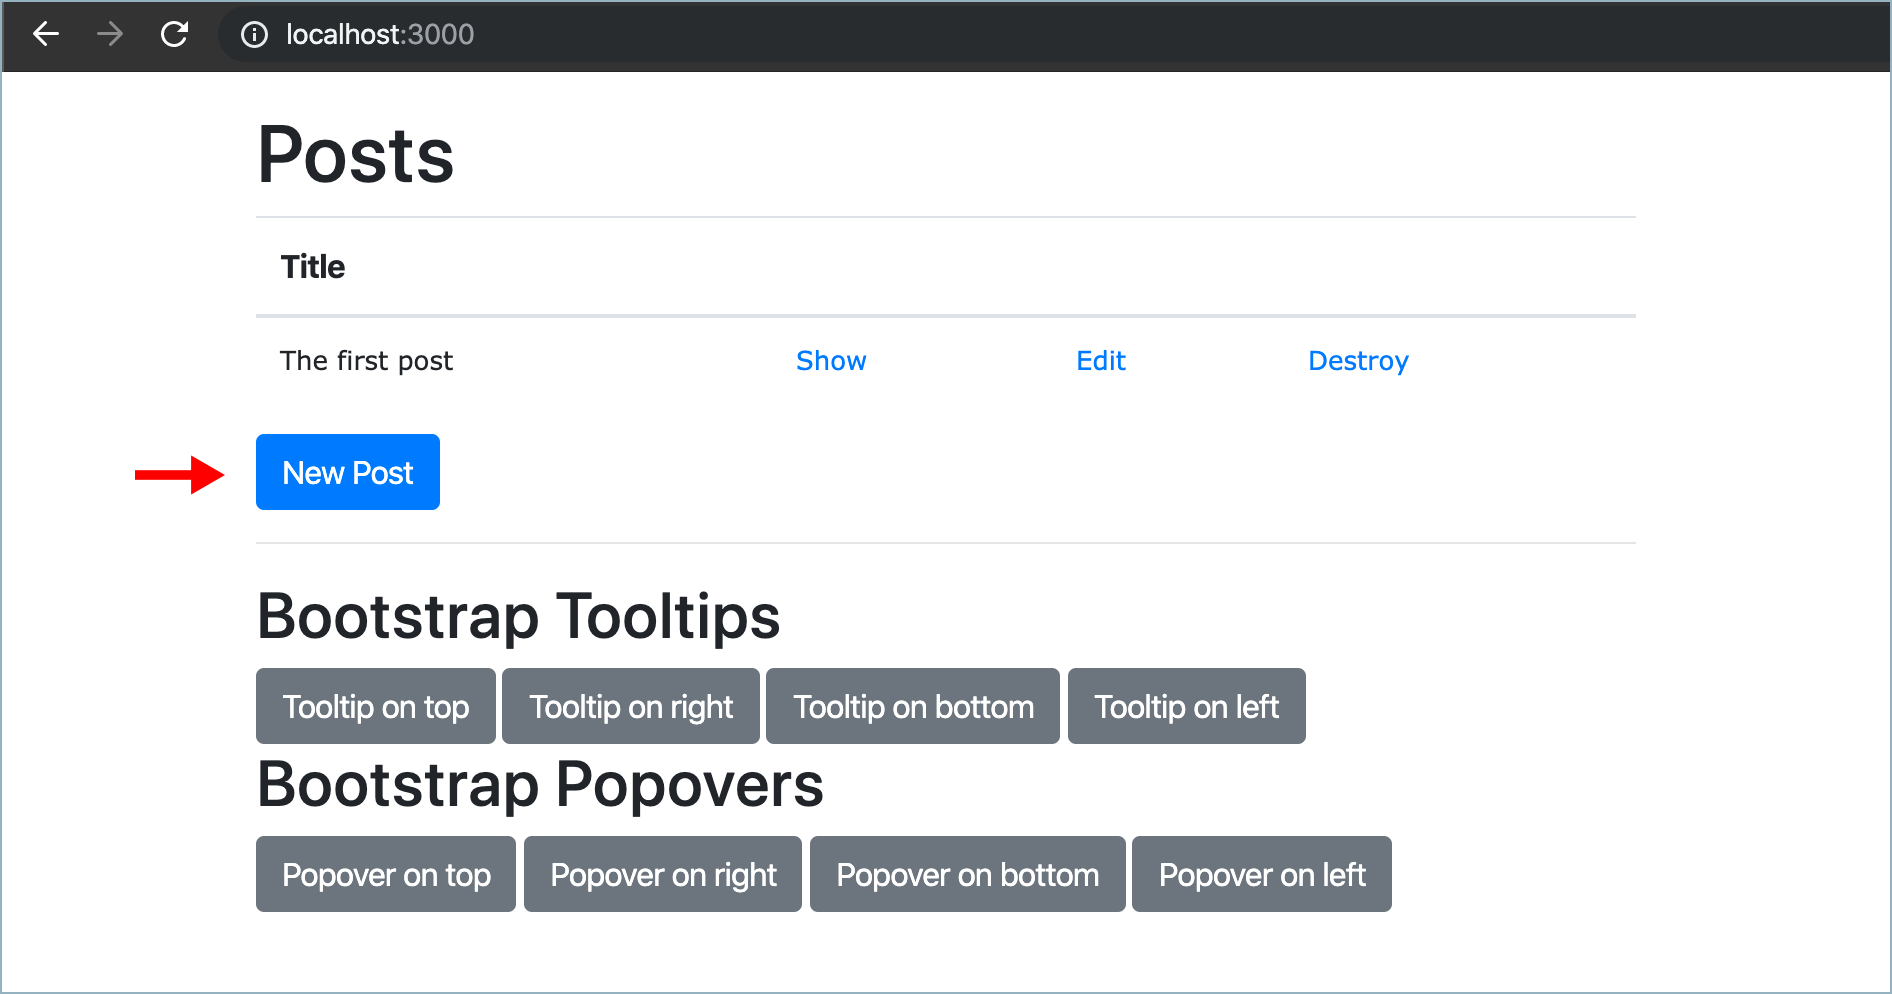 localhost:3000
Posts
Title
The first post Show Edit Destroy
New Post
Bootstrap Tooltips
Tooltip on top Tooltip on right Tooltip on bottom Tooltip on left
Bootstrap Popovers
Popover on top Popover on right Popover on bottom Popover on left